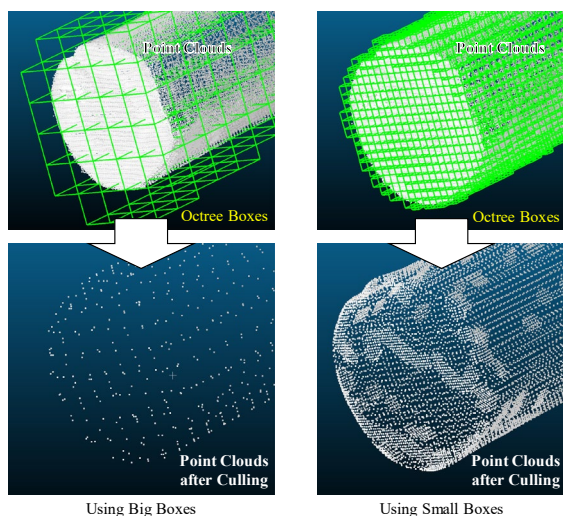 Point Clouds
Octree Boxes
Point Clouds
Octree Boxes
Point Clouds
after Culling
Using Big Boxes
Point Clouds
after Culling
Using Small Boxes